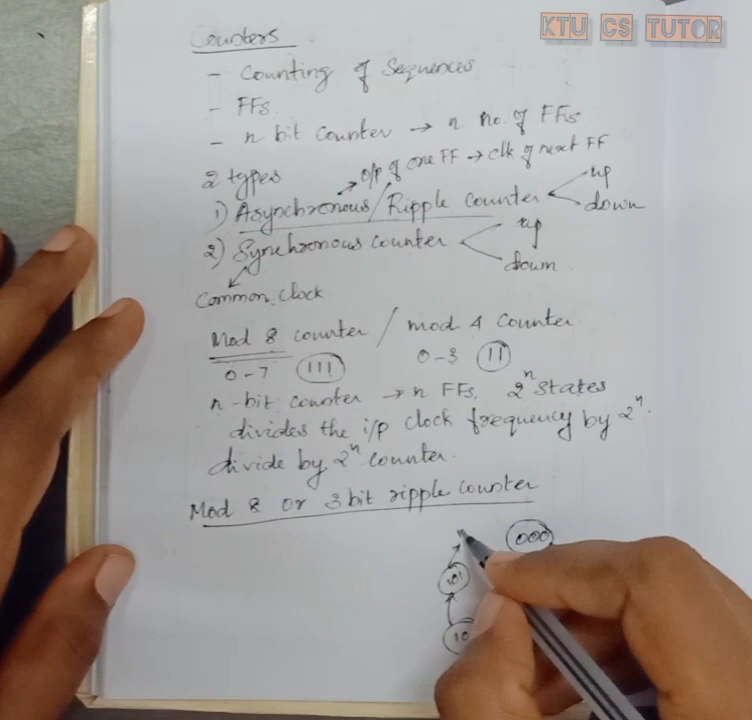 KTU CS TUTOR
Counters
- Counting of Sequences
- FFs
- n bit counter → n no. of FFs
2 types
o/p of one FF → clk of next FF
1) Asynchronous / Ripple counter up
down
2) Synchronous counter up
down
Common clock
Mod 8 counter / mod 4 counter
0-7 111 0-3 11
n-bit counter → n FFs, 2^n states
divides the i/p clock frequency by 2^n.
divide by 2^n counter.
Mod 8 or 3 bit ripple counter
000
101
10